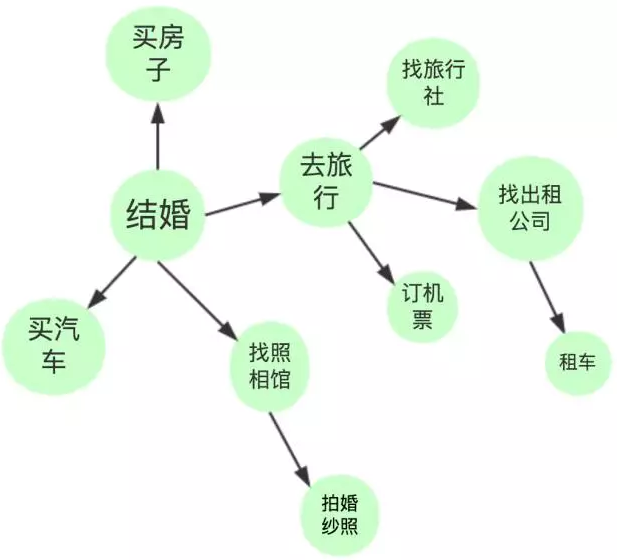 买房
子
找旅行
社
去旅
行
找出租
公司
结婚
订机
票
买汽
车
找照
相馆
租车
拍婚
纱照